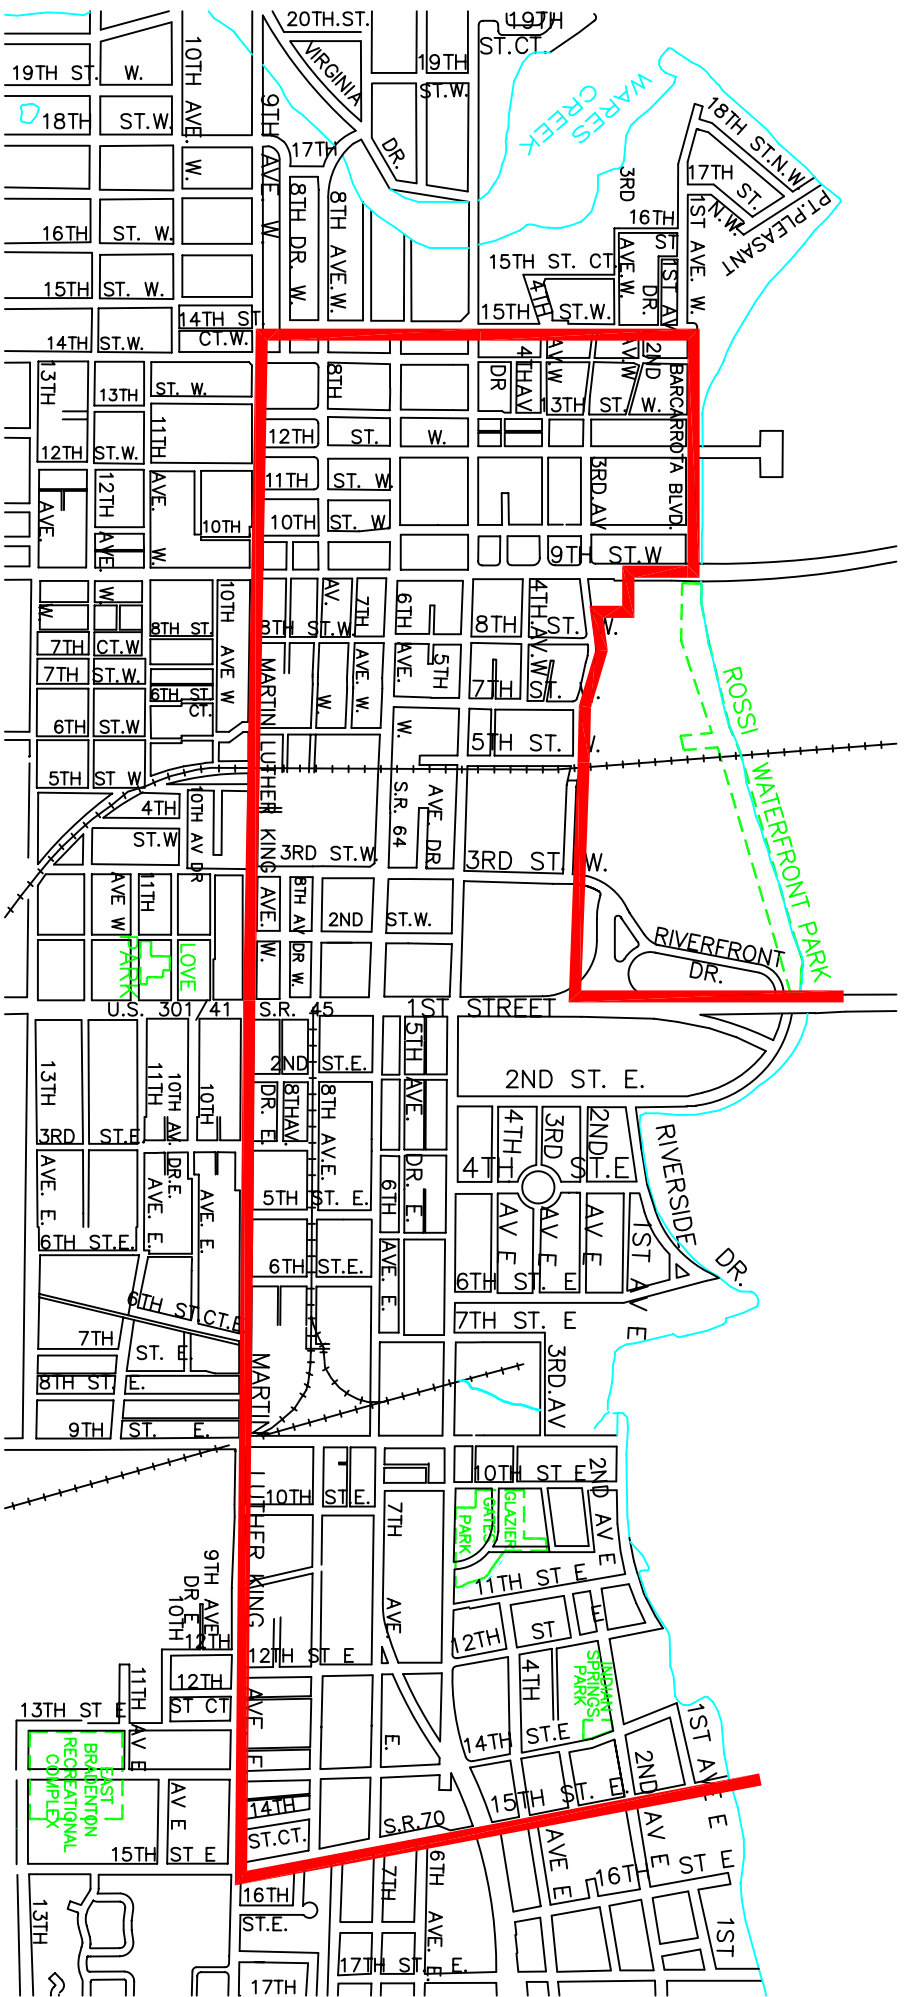 20TH.ST.
19TH
ST.CT.
10TH AVE. W.
VIRGINIA
DR.
19TH ST. W.
19TH
ST.W.
WARES
CREEK
9TH AVE. W.
18TH ST.W.
18TH ST.N.W.
17TH
17TH ST.
N.W.
PT.PLEASANT
3RD
AVE.W.
8TH DR. W.
8TH AVE.W.
16TH
ST
1ST AVE. W.
16TH ST. W.
15TH ST. CT.
4TH
1ST AV
DR.
15TH ST. W.
15TH ST.W.
14TH ST
CT.W.
14TH ST.W.
13TH
AVE.
W.
8TH
AV.
W.
4THAV
DR
AV.W
AV.W
2ND
BARCARROTA BLVD.
13TH ST. W.
13TH ST. W.
11TH
AVE.
W.
12TH ST. W.
12TH ST.W.
11TH ST. W.
12TH
AVE.
W.
3RD.AV
10TH
10TH ST. W
9TH ST.W
10TH
AVE W
7TH
AVE. W.
6TH
AVE.
W.
4TH.AV.W.
8TH ST.
8TH ST.W.
8TH ST. W.
7TH CT.W
7TH ST.W.
6TH ST.
CT.
5TH
7TH ST. W.
ROSSI WATERFRONT PARK
6TH ST.W
5TH ST. W.
5TH ST W
MARTIN LUTHER KING AVE. W.
4TH
ST.W
10TH AV DR
S.R. 64
AVE. DR
3RD ST.W.
3RD ST. W.
11TH
AVE W
8TH AV DR W.
2ND ST.W.
LOVE
PARK
RIVERFRONT
DR.
U.S. 301 / 41 S.R. 45
1ST STREET
13TH
AVE. E.
11TH
AVE. E.
10TH
AV.
DR.E.
10TH
AVE. E.
2ND ST.E.
DR. E.
8THAV.
8TH
AV.E.
5TH
AVE.
DR. E.
2ND ST. E.
3RD ST.E.
4TH
AV E
3RD
AV E
2ND
AV E
4TH ST.E
RIVERSIDE
DR.
5TH ST. E.
6TH
AVE. E.
6TH ST.E.
6TH ST.E.
6TH ST. E
1ST AV E
6TH ST.CT.E
7TH ST. E
7TH ST. E.
3RD.AV
8TH ST. E.
9TH ST. E.
MARTIN LUTHER KING AVE E
10TH ST.E.
10TH ST E
2ND AV E
7TH AVE. E.
GLAZIER
GATES
PARK
11TH ST E
9TH AVE
DR E
10TH
12TH
12TH ST E
12TH ST E
4TH
INDIAN
SPRINGS
PARK
12TH
ST CT
11TH AV E
13TH ST E
14TH ST.E
1ST AV E
EAST
BRADENTON
RECREATIONAL
COMPLEX
AV E
2ND AV E
15TH ST. E.
14TH
ST.CT.
S.R.70
15TH ST E
AVE E
16TH ST E
6TH AVE. E.
7TH
16TH
ST.E.
13TH
1ST
17TH
17TH ST. E.